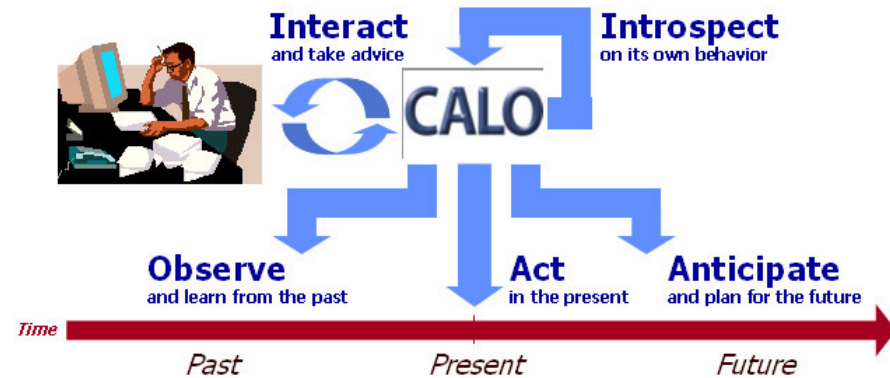 Interact
and take advice
Introspect
on its own behavior
CALO
Observe
and learn from the past
Act
in the present
Anticipate
and plan for the future
Time
Past
Present
Future